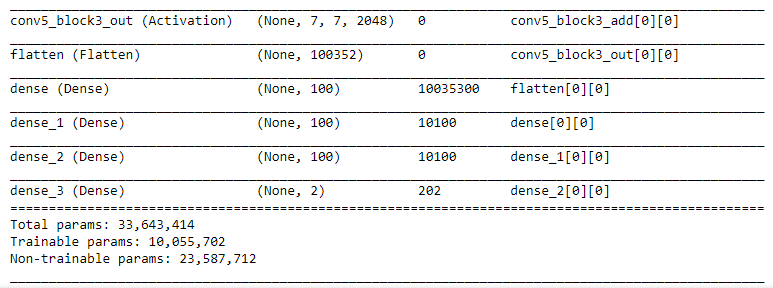 conv5_block3_out (Activation) (None, 7, 7, 2048) 0 conv5_block3_add[0][0]
flatten (Flatten) (None, 100352) 0 conv5_block3_out[0][0]
dense (Dense) (None, 100) 10035300 flatten[0][0]
dense_1 (Dense) (None, 100) 10100 dense[0][0]
dense_2 (Dense) (None, 100) 10100 dense_1[0][0]
dense_3 (Dense) (None, 2) 202 dense_2[0][0]
Total params: 33,643,414
Trainable params: 10,055,702
Non-trainable params: 23,587,712